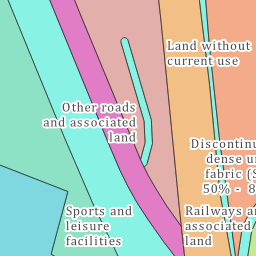 Land without
current use
Other roads
and associated
land
Discontinu
dense u
fabric (S
50% - 8
Sports and
leisure
facilities
Railways a
associated
land